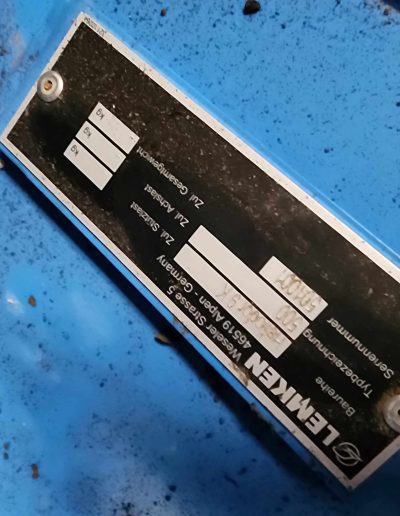 LEMKEN
Weseler Strasse 5
46519 Alpen - Germany
Baureihe
Typbezeichnung
Seriennummer
Zul. Stützlast kg
Zul. Achslast kg
Zul. Gesamtgewicht kg